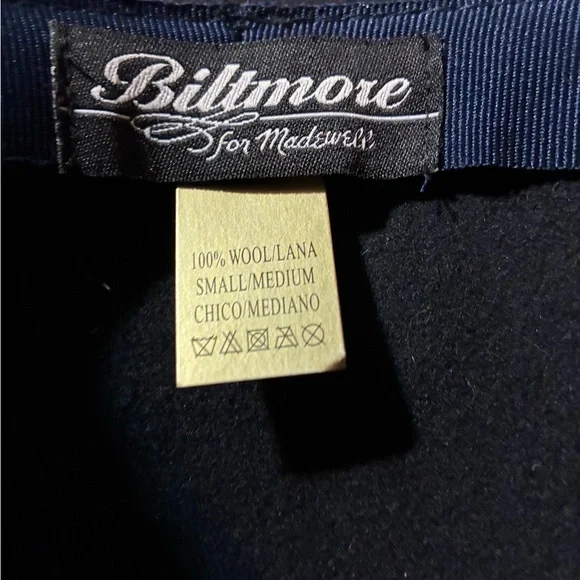 Biltmore
for Madewell
100% WOOL/LANA
SMALL/MEDIUM
CHICO/MEDIANO